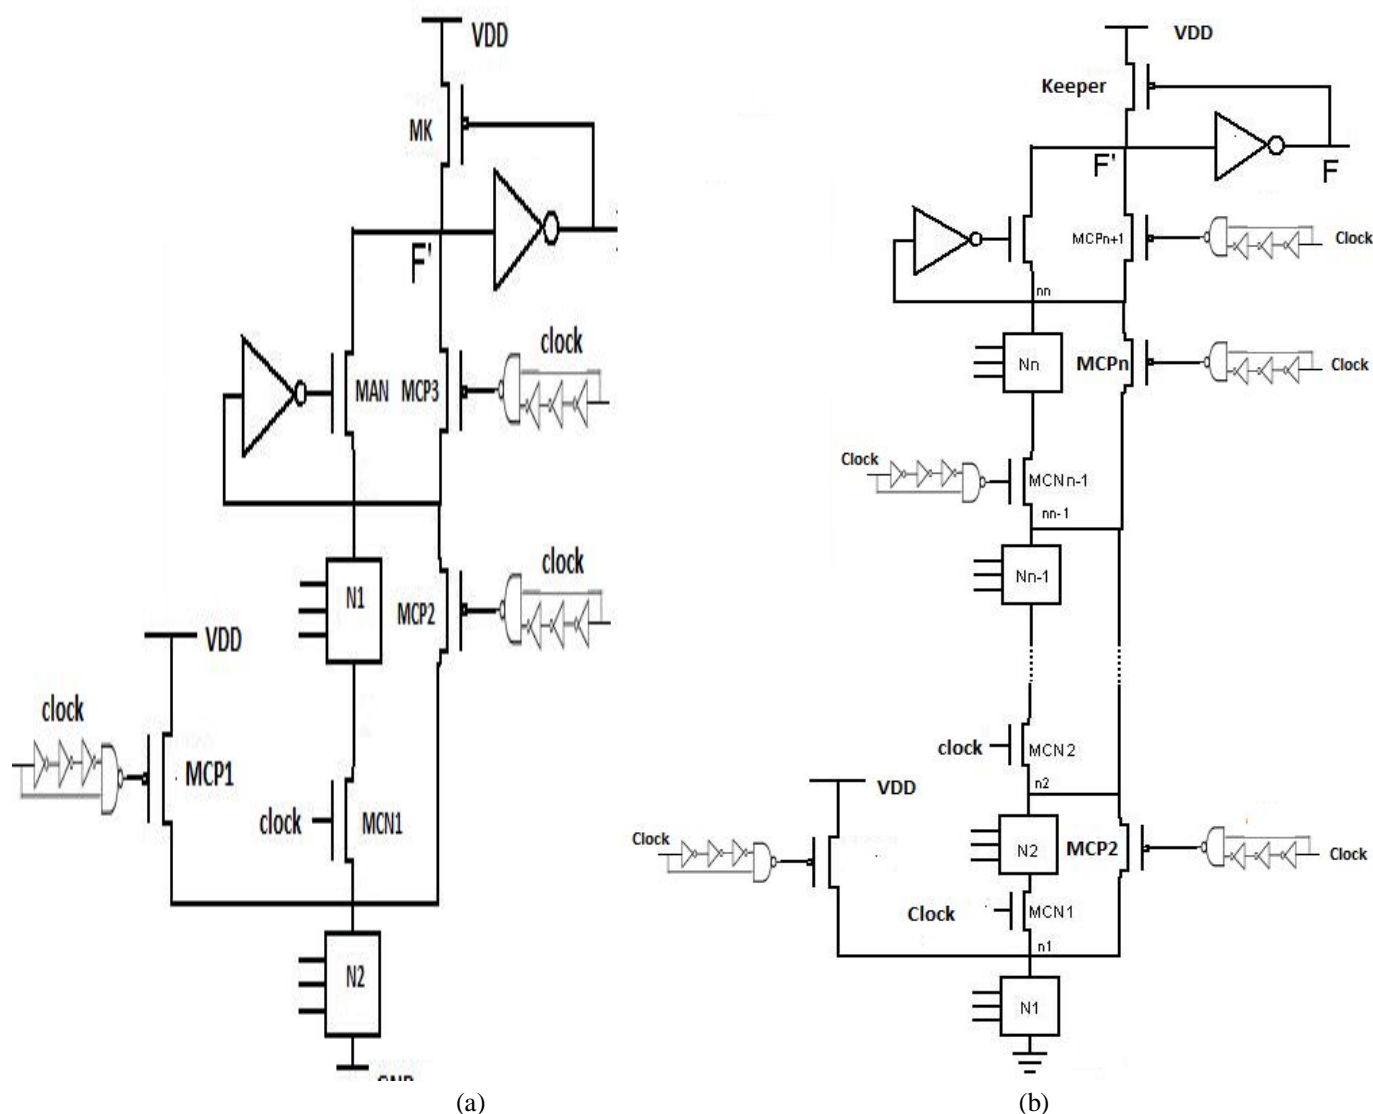 VDD
MK
F'
clock
MAN
MCP3
clock
N1
MCP2
VDD
clock
MCP1
clock
MCN1
N2
GND
(a)
VDD
Keeper
F'
F
MCPn+1
Clock
nn
Nn
MCPn
Clock
Clock
MCNn-1
nn-1
Nn-1
clock
MCN2
n2
VDD
Clock
N2
MCP2
Clock
Clock
MCN1
n1
N1
(b)